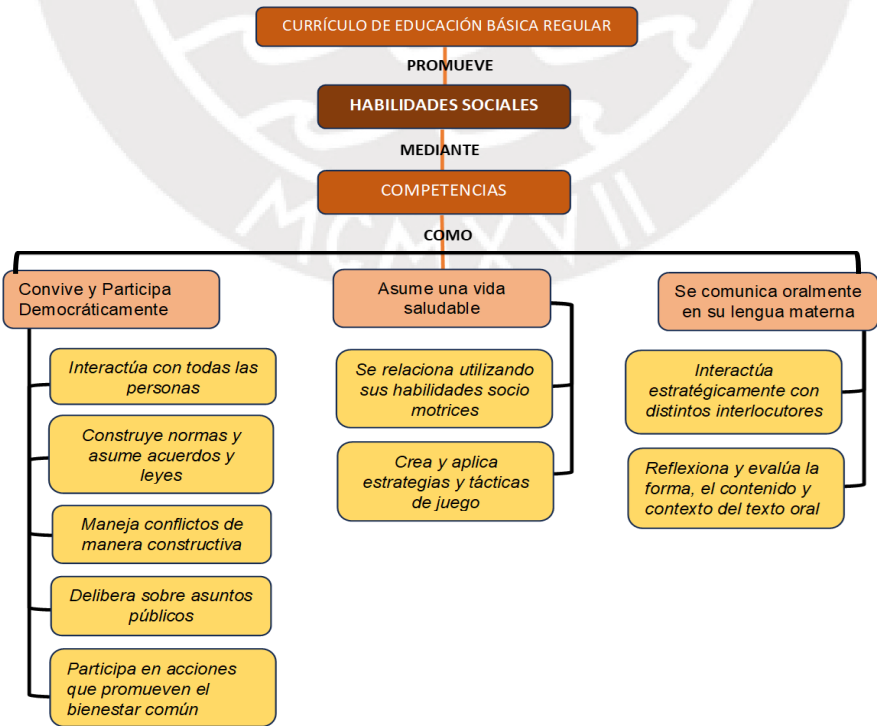 CURRÍCULO DE EDUCACIÓN BÁSICA REGULAR
PROMUEVE
HABILIDADES SOCIALES
MEDIANTE
COMPETENCIAS
MCMXVII
COMO
Convive y Participa
Democráticamente
Interactúa con todas las
personas
Construye normas y
asume acuerdos y
leyes
Maneja conflictos de
manera constructiva
Delibera sobre asuntos
públicos
Participa en acciones
que promueven el
bienestar común
Asume una vida
saludable
Se relaciona utilizando
sus habilidades socio
motrices
Crea y aplica
estrategias y tácticas
de juego
Se comunica oralmente
en su lengua materna
Interactúa
estratégicamente con
distintos interlocutores
Reflexiona y evalúa la
forma, el contenido y
contexto del texto oral